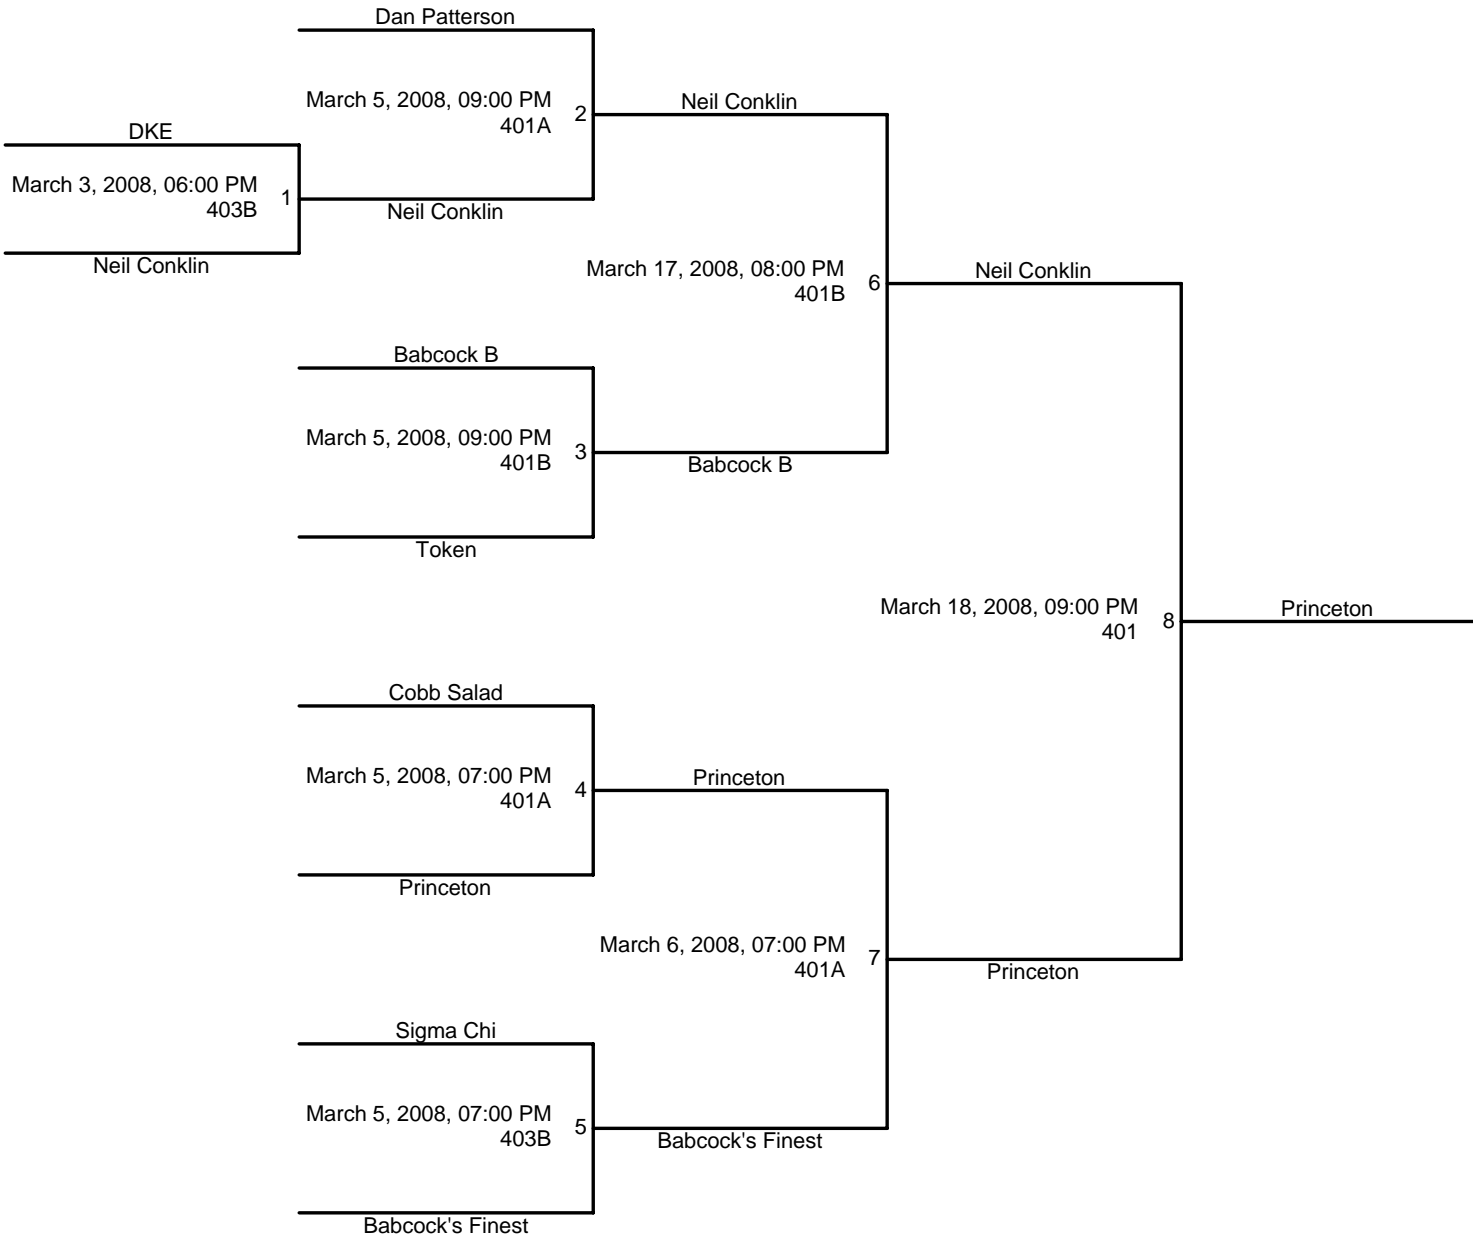 Dan Patterson
March 5, 2008, 09:00 PM
401A
2
Neil Conklin
DKE
March 3, 2008, 06:00 PM
403B
1
Neil Conklin
Neil Conklin
March 17, 2008, 08:00 PM
401B
6
Neil Conklin
Babcock B
March 5, 2008, 09:00 PM
401B
3
Babcock B
Token
March 18, 2008, 09:00 PM
401
8
Princeton
Cobb Salad
March 5, 2008, 07:00 PM
401A
4
Princeton
Princeton
March 6, 2008, 07:00 PM
401A
7
Princeton
Sigma Chi
March 5, 2008, 07:00 PM
403B
5
Babcock's Finest
Babcock's Finest